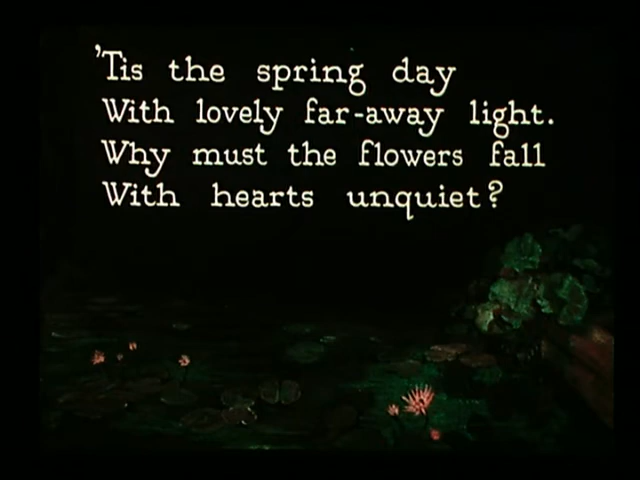 'Tis the spring day
With lovely far-away light.
Why must the flowers fall
With hearts unquiet?